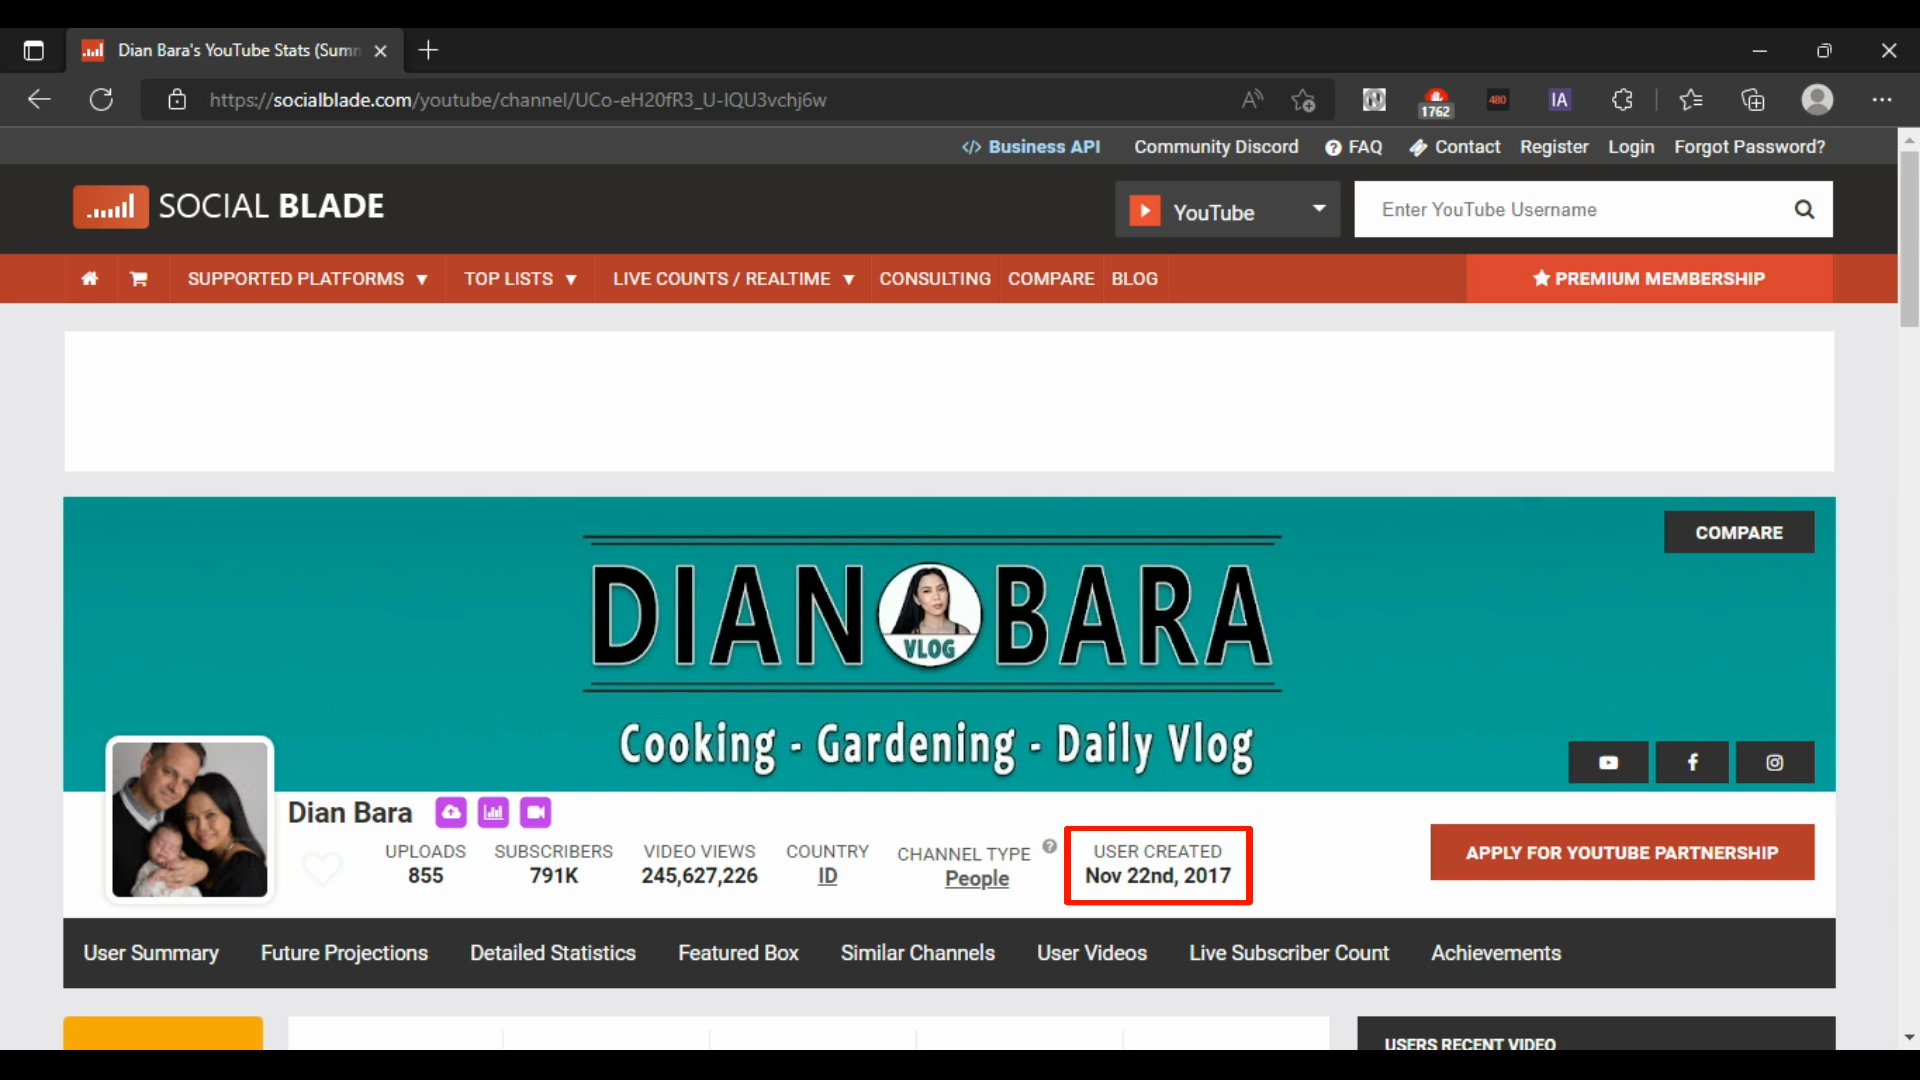 Dian Bara's YouTube Stats (Summ
https://socialblade.com/youtube/channel/UCo-eH20fR3_U-IQU3vchj6w
A 1762 480 IA
</> Business API Community Discord ? FAQ Contact Register Login Forgot Password?
SOCIAL BLADE
YouTube
Enter YouTube Username
SUPPORTED PLATFORMS TOP LISTS LIVE COUNTS / REALTIME CONSULTING COMPARE BLOG PREMIUM MEMBERSHIP
COMPARE
DIAN BARA
VLOG
Cooking - Gardening - Daily Vlog
Dian Bara
UPLOADS SUBSCRIBERS VIDEO VIEWS COUNTRY CHANNEL TYPE ? USER CREATED
855 791K 245,627,226 ID People Nov 22nd, 2017
APPLY FOR YOUTUBE PARTNERSHIP
User Summary Future Projections Detailed Statistics Featured Box Similar Channels User Videos Live Subscriber Count Achievements
USERS RECENT VIDEO